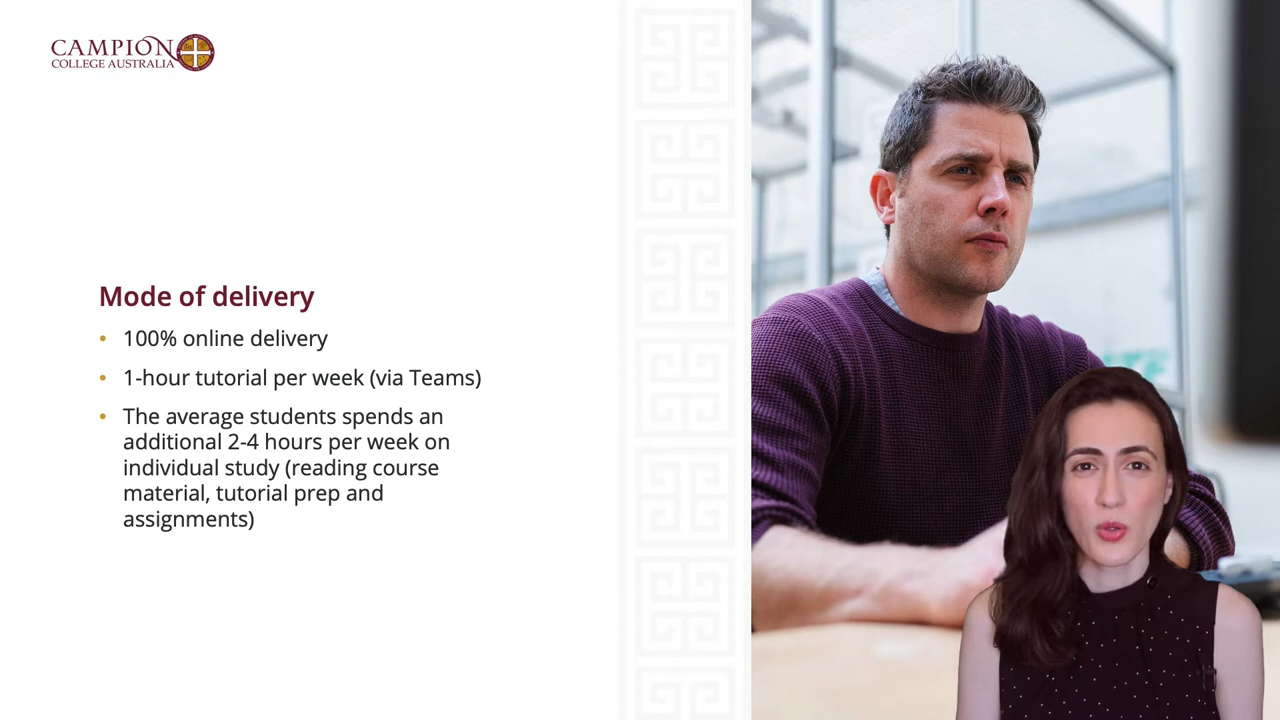 CAMPION
COLLEGE AUSTRALIA
Mode of delivery
• 100% online delivery
• 1-hour tutorial per week (via Teams)
• The average students spends an
additional 2-4 hours per week on
individual study (reading course
material, tutorial prep and
assignments)